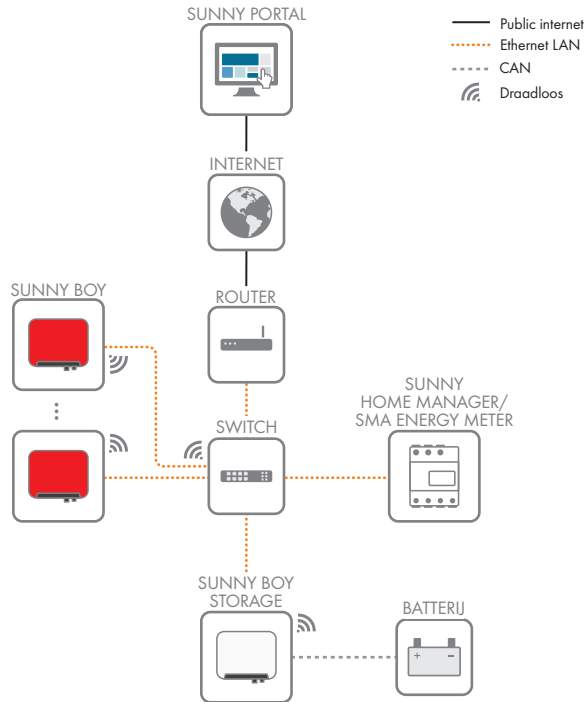 SUNNY PORTAL
Public internet
Ethernet LAN
CAN
Draadloos
INTERNET
SUNNY BOY
ROUTER
SUNNY
HOME MANAGER/
SMA ENERGY METER
SWITCH
SUNNY BOY
STORAGE
BATTERIJ
+ −